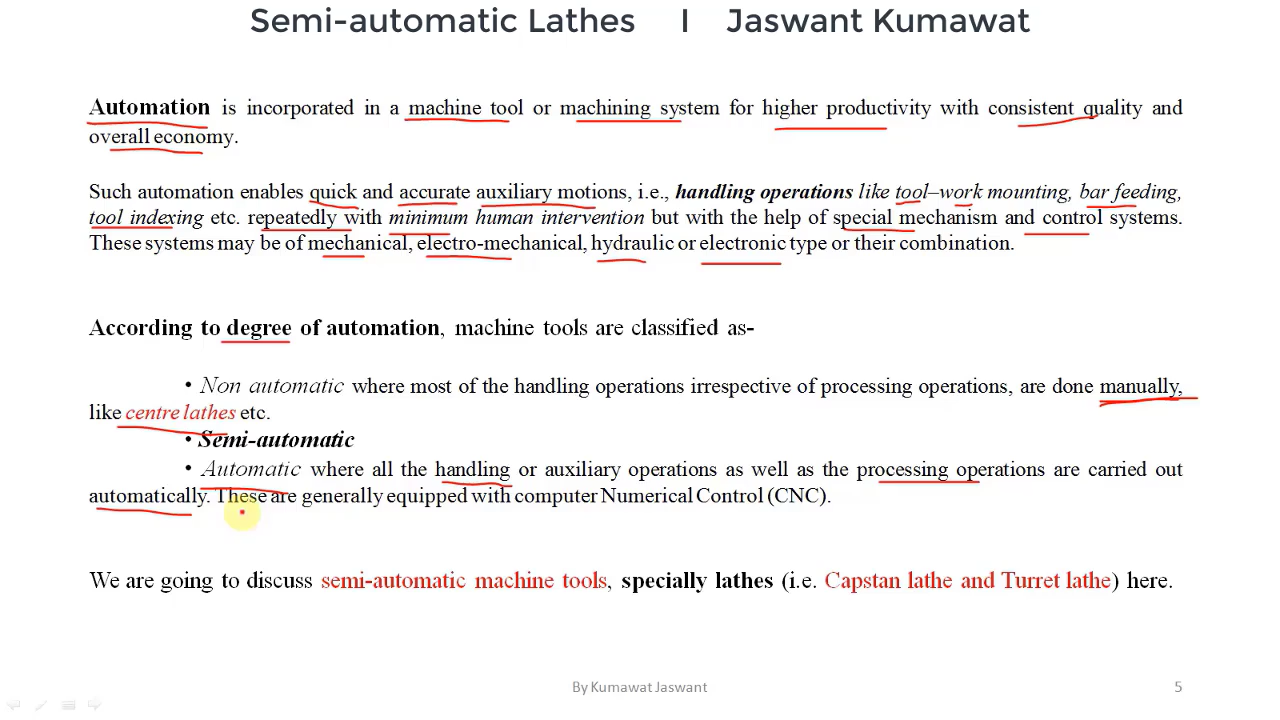 Semi-automatic Lathes I Jaswant Kumawat
Automation is incorporated in a machine tool or machining system for higher productivity with consistent quality and
overall economy.
Such automation enables quick and accurate auxiliary motions, i.e., handling operations like tool–work mounting, bar feeding,
tool indexing etc. repeatedly with minimum human intervention but with the help of special mechanism and control systems.
These systems may be of mechanical, electro-mechanical, hydraulic or electronic type or their combination.
According to degree of automation, machine tools are classified as-
• Non automatic where most of the handling operations irrespective of processing operations, are done manually,
like centre lathes etc.
• Semi-automatic
• Automatic where all the handling or auxiliary operations as well as the processing operations are carried out
automatically. These are generally equipped with computer Numerical Control (CNC).
We are going to discuss semi-automatic machine tools, specially lathes (i.e. Capstan lathe and Turret lathe) here.
By Kumawat Jaswant
5